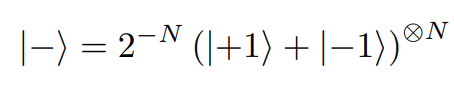 |−⟩ = 2^{−N} (|+1⟩ + |−1⟩)^{⊗N}